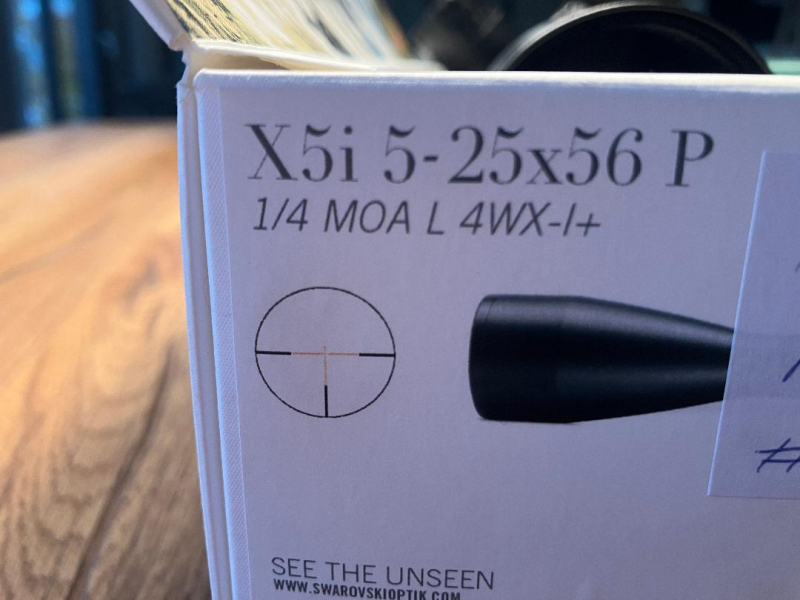 X5i 5-25x56 P
1/4 MOA L 4WX-I+
SEE THE UNSEEN
WWW.SWAROVSKIOPTIK.COM
#